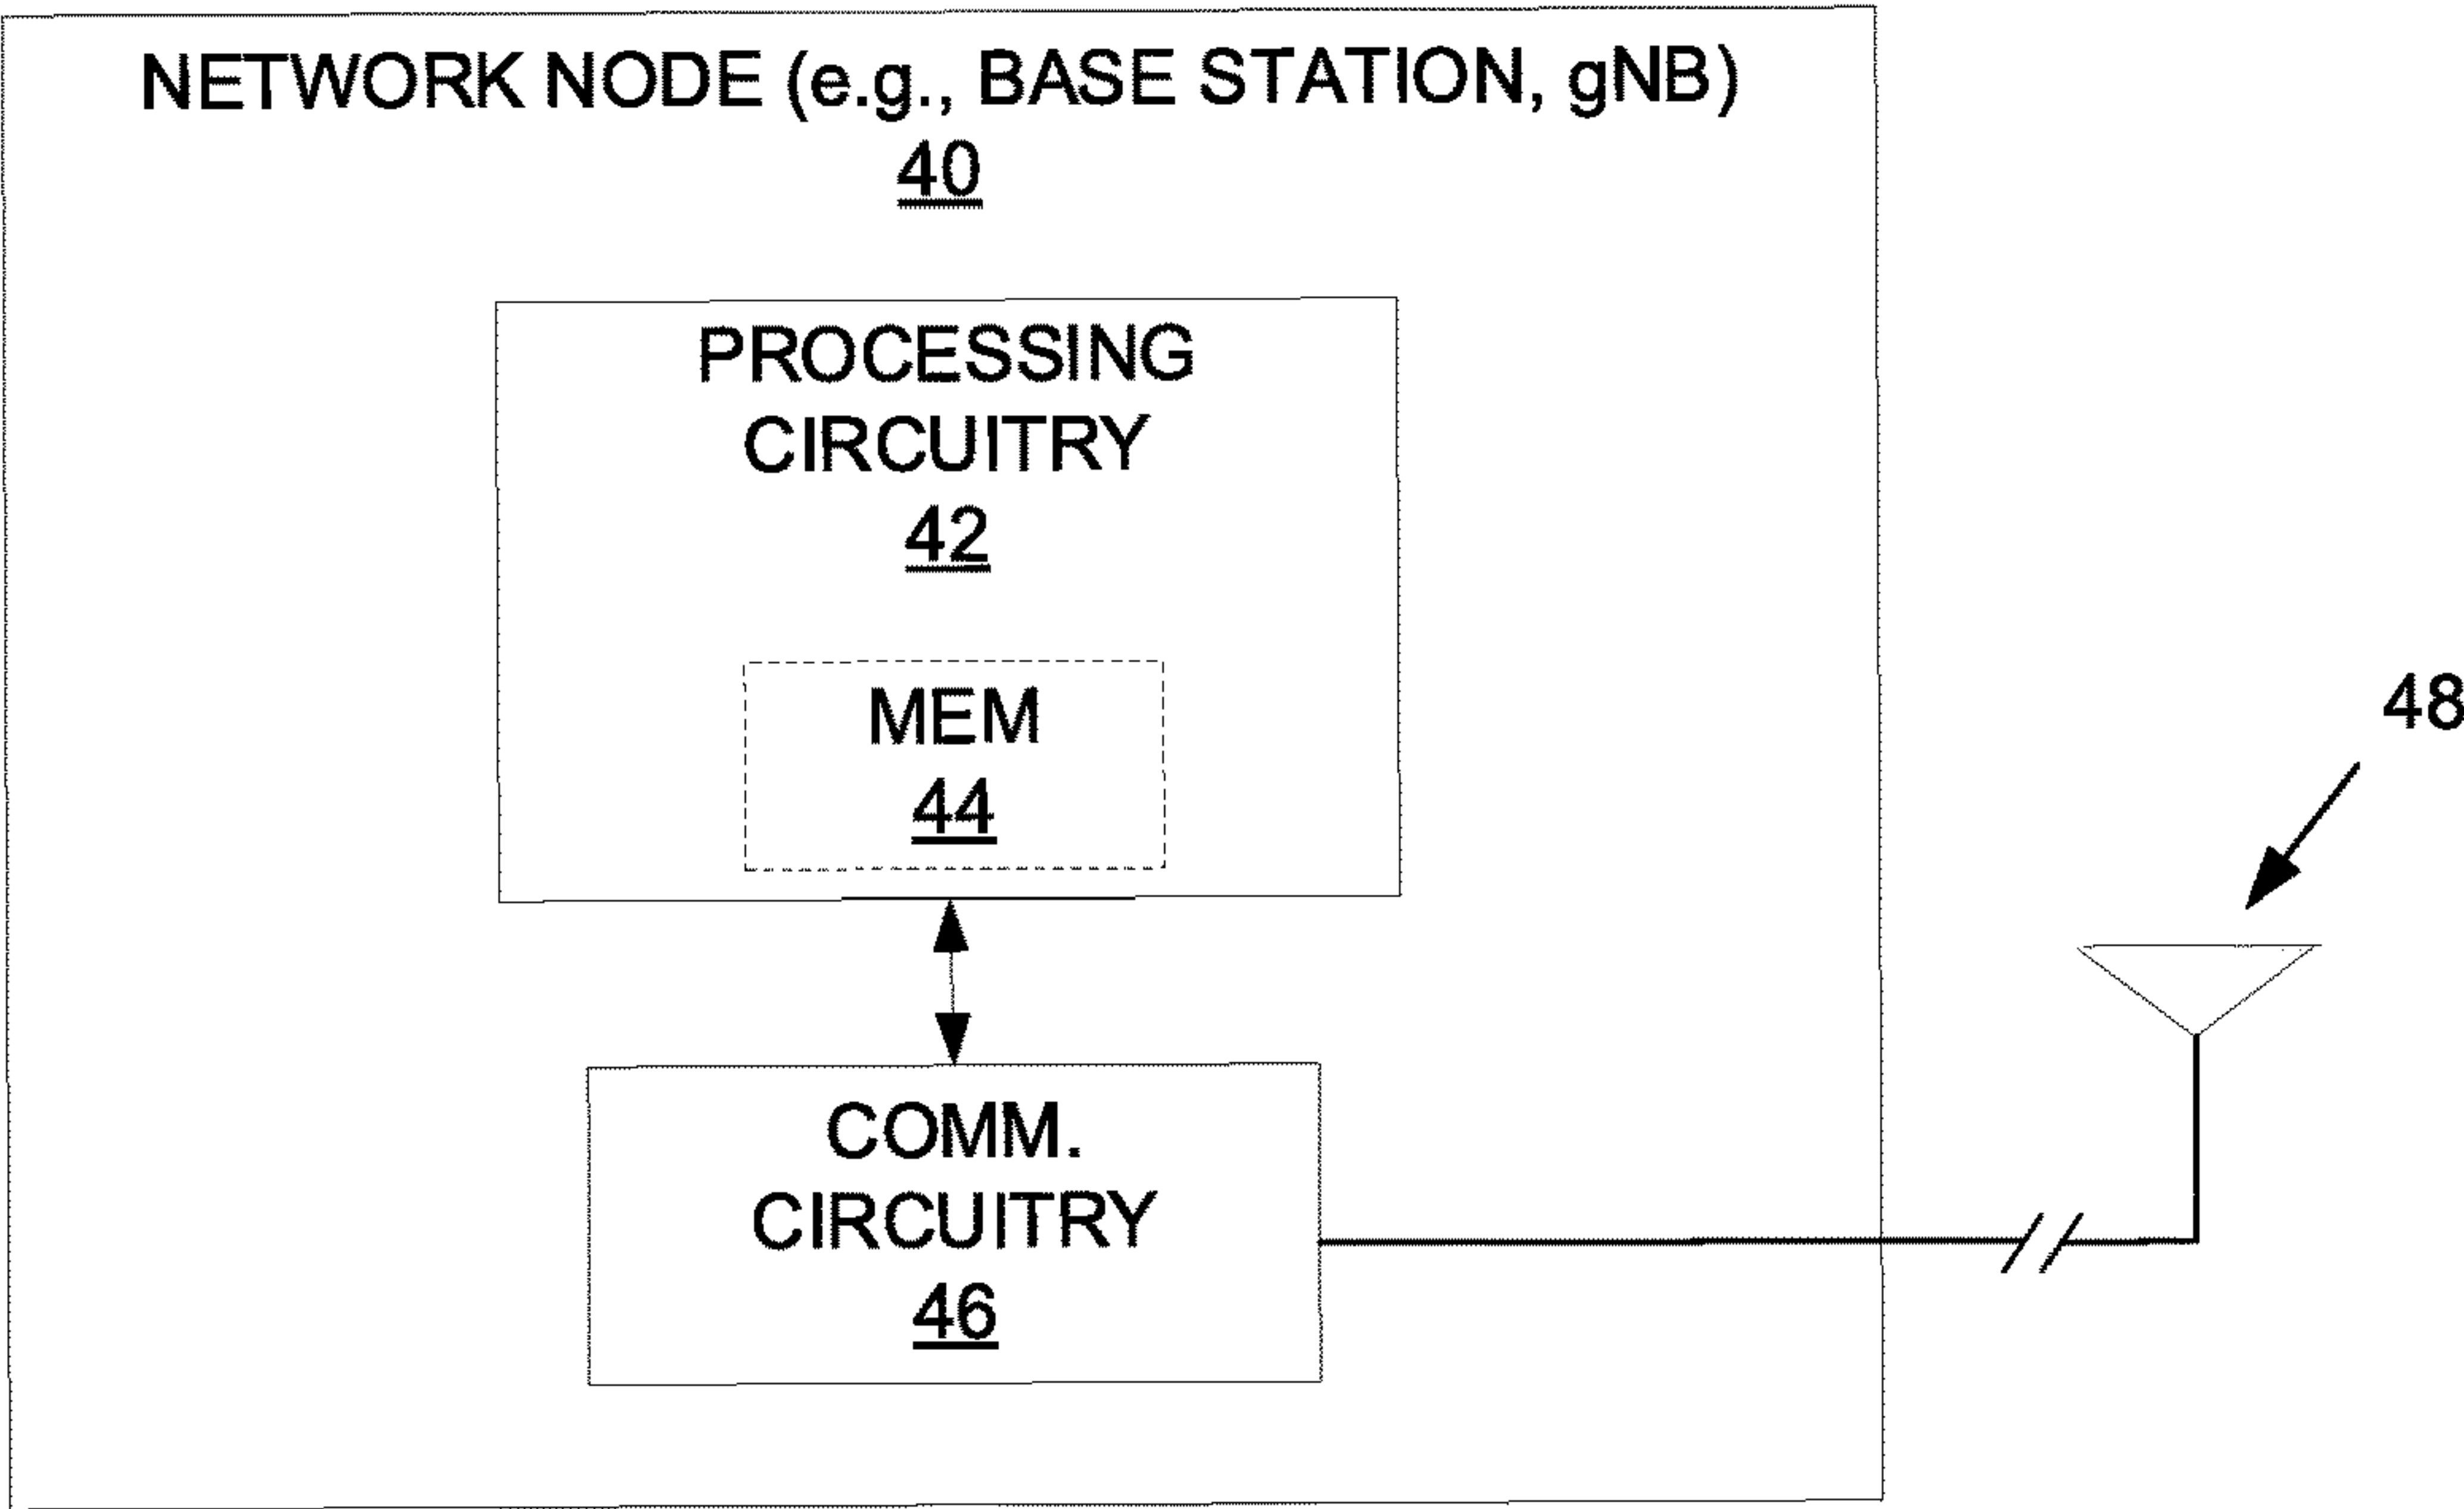 NETWORK NODE (e.g., BASE STATION, gNB)
40
PROCESSING
CIRCUITRY
42
MEM
44
48
COMM.
CIRCUITRY
46